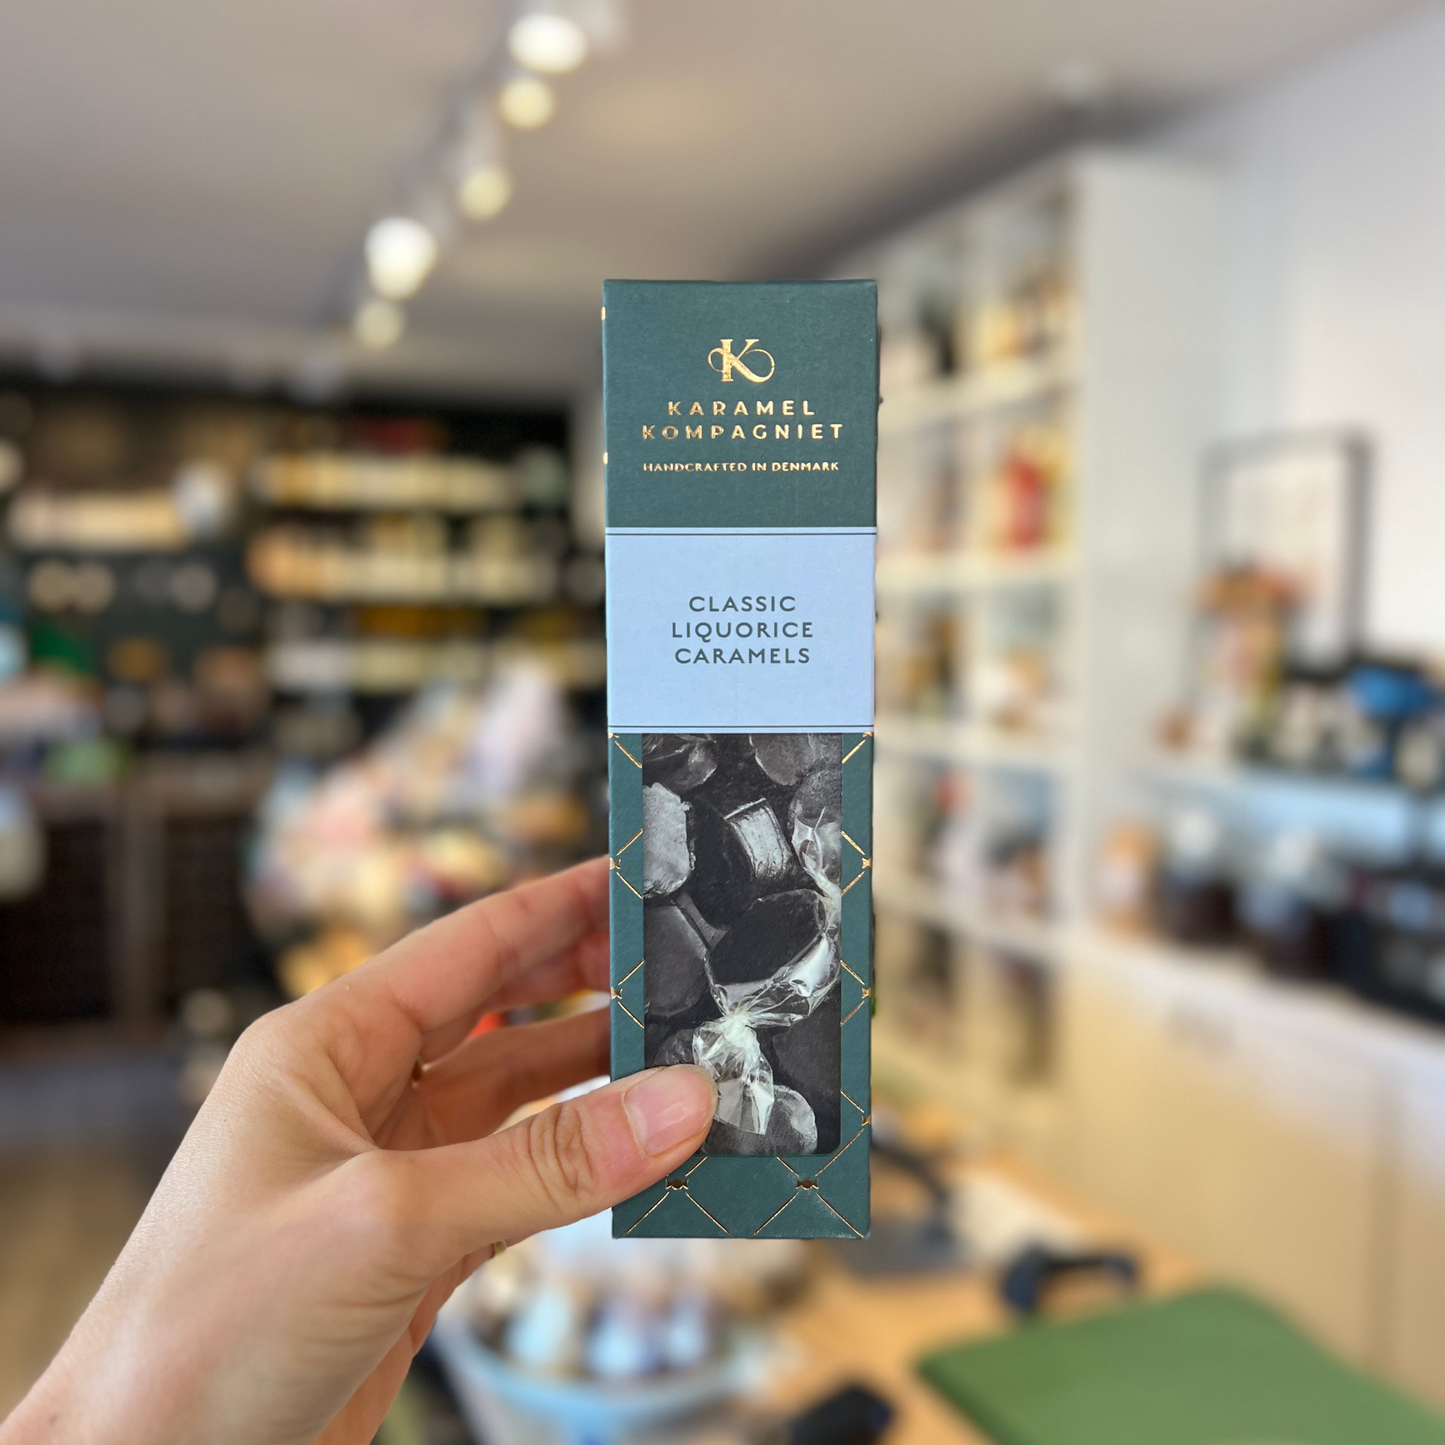 K
KARAMEL
KOMPAGNIET
HANDCRAFTED IN DENMARK
CLASSIC
LIQUORICE
CARAMELS